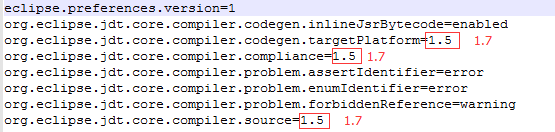 eclipse.preferences.version=1
org.eclipse.jdt.core.compiler.codegen.inlineJsrBytecode=enabled
org.eclipse.jdt.core.compiler.codegen.targetPlatform=1.5 1.7
org.eclipse.jdt.core.compiler.compliance=1.5 1.7
org.eclipse.jdt.core.compiler.problem.assertIdentifier=error
org.eclipse.jdt.core.compiler.problem.enumIdentifier=error
org.eclipse.jdt.core.compiler.problem.forbiddenReference=warning
org.eclipse.jdt.core.compiler.source=1.5 1.7